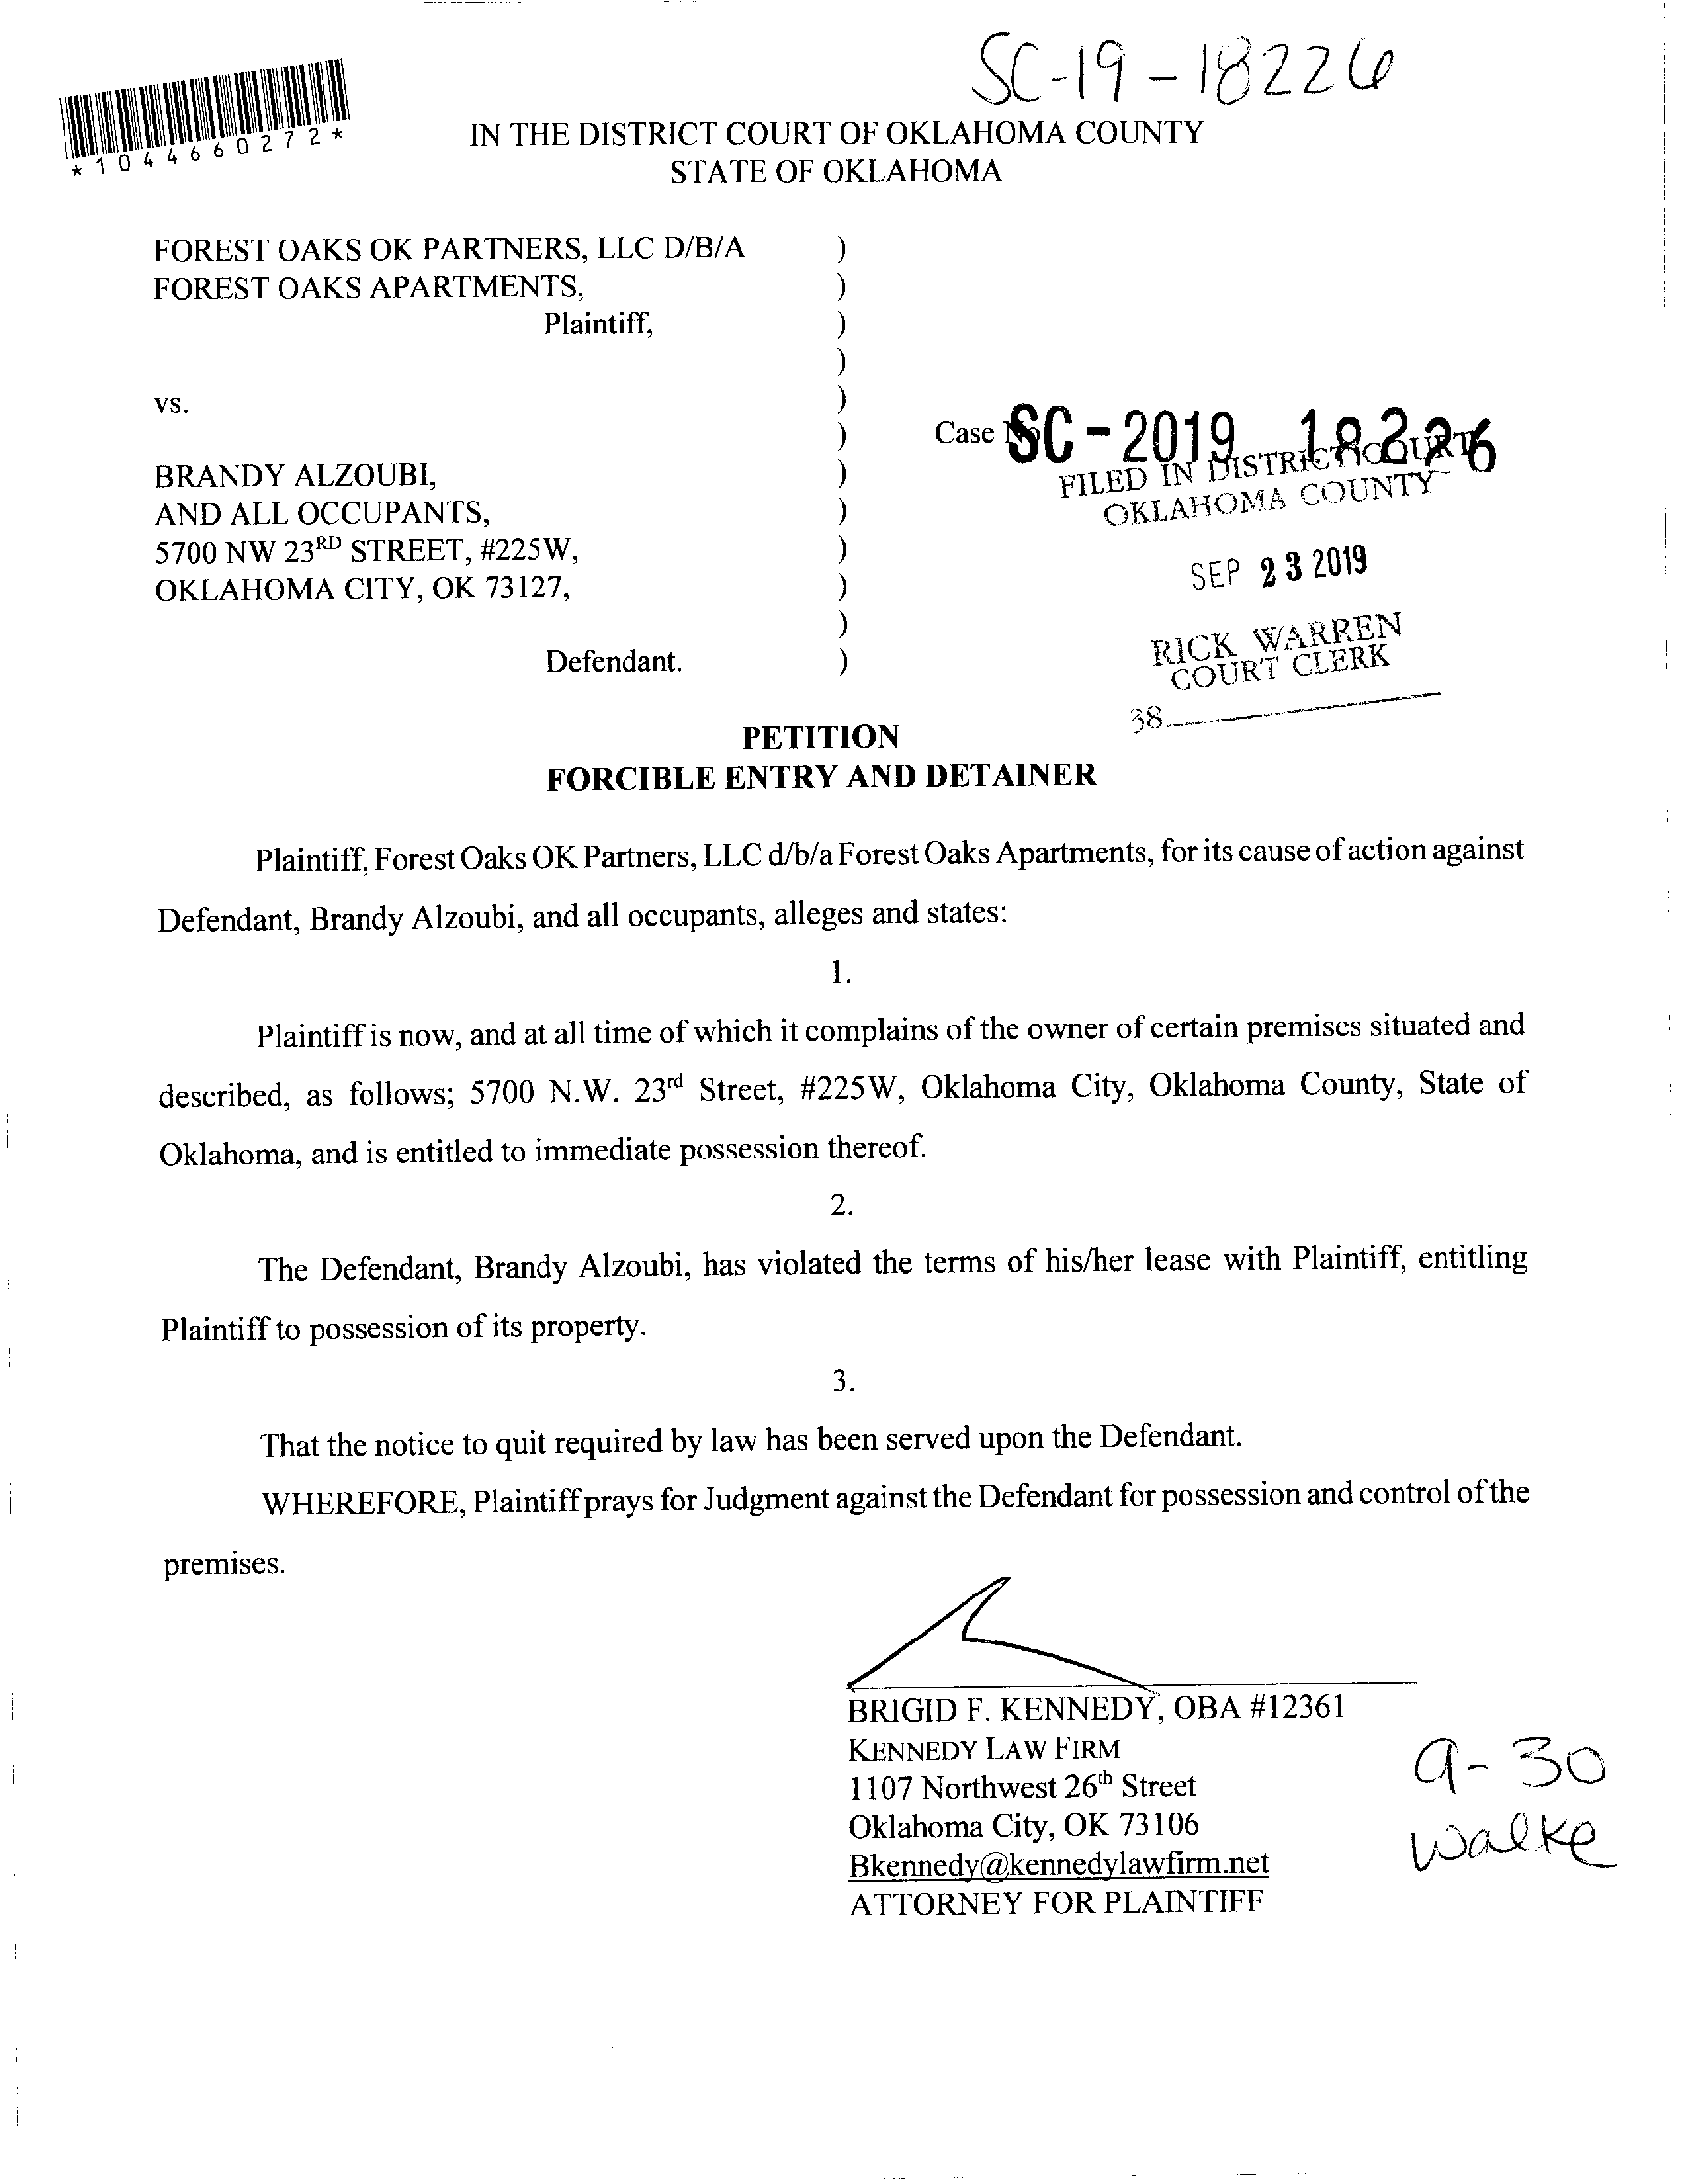 SC-19-18226
*1044660272*
IN THE DISTRICT COURT OF OKLAHOMA COUNTY
STATE OF OKLAHOMA
FOREST OAKS OK PARTNERS, LLC D/B/A )
FOREST OAKS APARTMENTS, )
Plaintiff, )
)
vs. )
Case No SC-2019 18226
)
BRANDY ALZOUBI, )
FILED IN DISTRICT COURT
AND ALL OCCUPANTS, )
OKLAHOMA COUNTY
5700 NW 23RD STREET, #225W, )
SEP 23 2019
OKLAHOMA CITY, OK 73127, )
)
RICK WARREN
Defendant. )
COURT CLERK
38
PETITION
FORCIBLE ENTRY AND DETAINER
Plaintiff, Forest Oaks OK Partners, LLC d/b/a Forest Oaks Apartments, for its cause of action against
Defendant, Brandy Alzoubi, and all occupants, alleges and states:
1.
Plaintiff is now, and at all time of which it complains of the owner of certain premises situated and
described, as follows; 5700 N.W. 23rd Street, #225W, Oklahoma City, Oklahoma County, State of
Oklahoma, and is entitled to immediate possession thereof.
2.
The Defendant, Brandy Alzoubi, has violated the terms of his/her lease with Plaintiff, entitling
Plaintiff to possession of its property.
3.
That the notice to quit required by law has been served upon the Defendant.
WHEREFORE, Plaintiff prays for Judgment against the Defendant for possession and control of the
premises.
BRIGID F. KENNEDY, OBA #12361
KENNEDY LAW FIRM
1107 Northwest 26th Street
Oklahoma City, OK 73106
Bkennedy@kennedylawfirm.net
ATTORNEY FOR PLAINTIFF
9-30
Walke